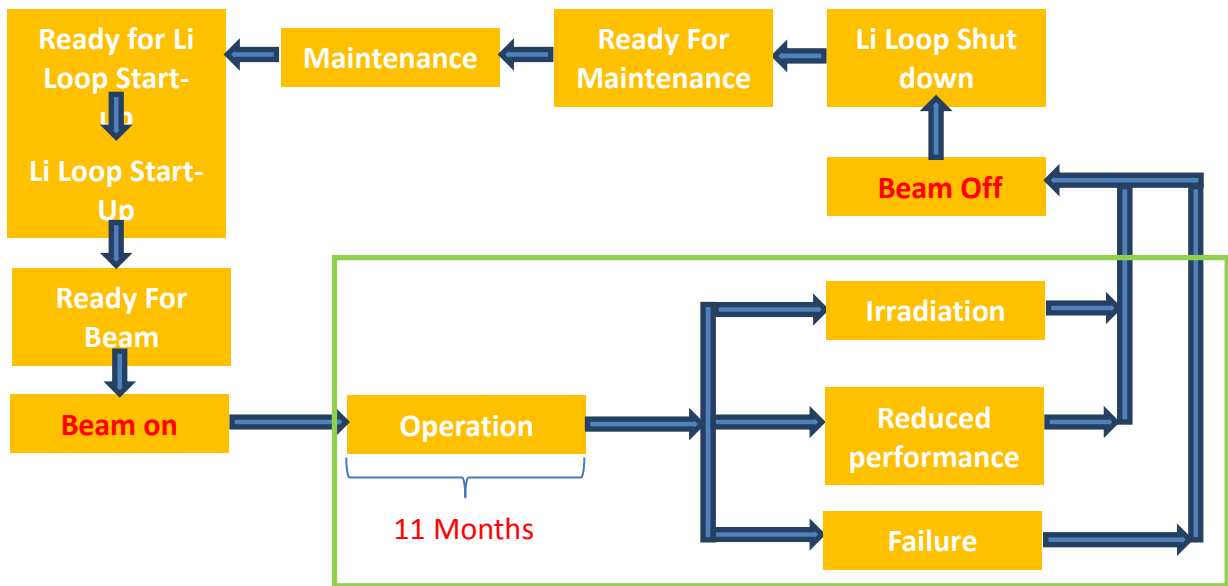 Ready for Li
Loop Start-
up
Li Loop Start-
Up
Maintenance
Ready For
Maintenance
Li Loop Shut
down
Beam Off
Ready For
Beam
Beam on
Operation
11 Months
Irradiation
Reduced
performance
Failure